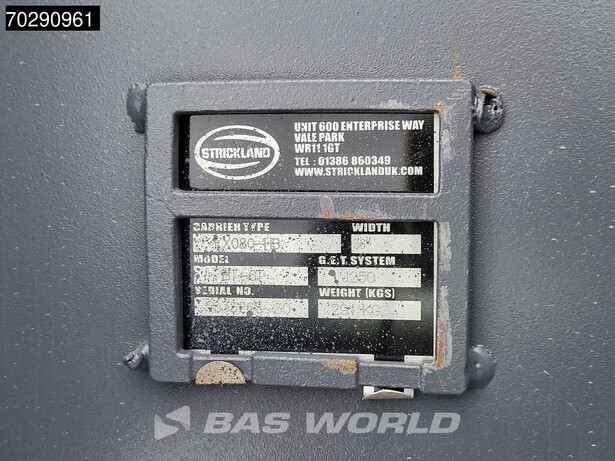 70290961
STRICKLAND
UNIT 600 ENTERPRISE WAY
VALE PARK
WR11 1GT
TEL : 01386 860349
WWW.STRICKLANDUK.COM
CARRIER TYPE
WIDTH
MODEL
G.E.T. SYSTEM
J250
SERIAL NO.
WEIGHT (KGS)
BAS WORLD